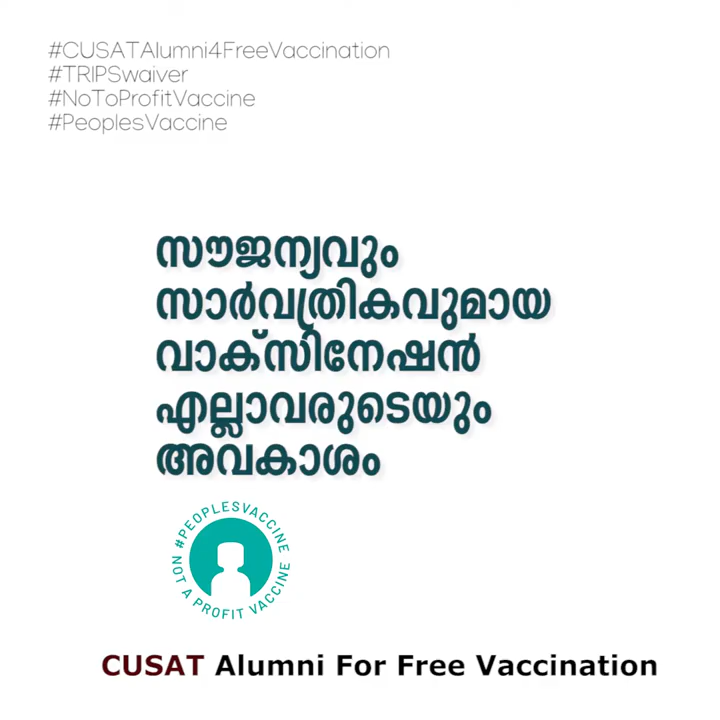 #CUSATAlumni4FreeVaccination
#TRIPSwaiver
#NoToProfitVaccine
#PeoplesVaccine
സൗജന്യവും
സാർവത്രികവുമായ
വാക്സിനേഷൻ
എല്ലാവരുടെയും
അവകാശം
#PEOPLESVACCINE
NOT A PROFIT VACCINE
CUSAT Alumni For Free Vaccination